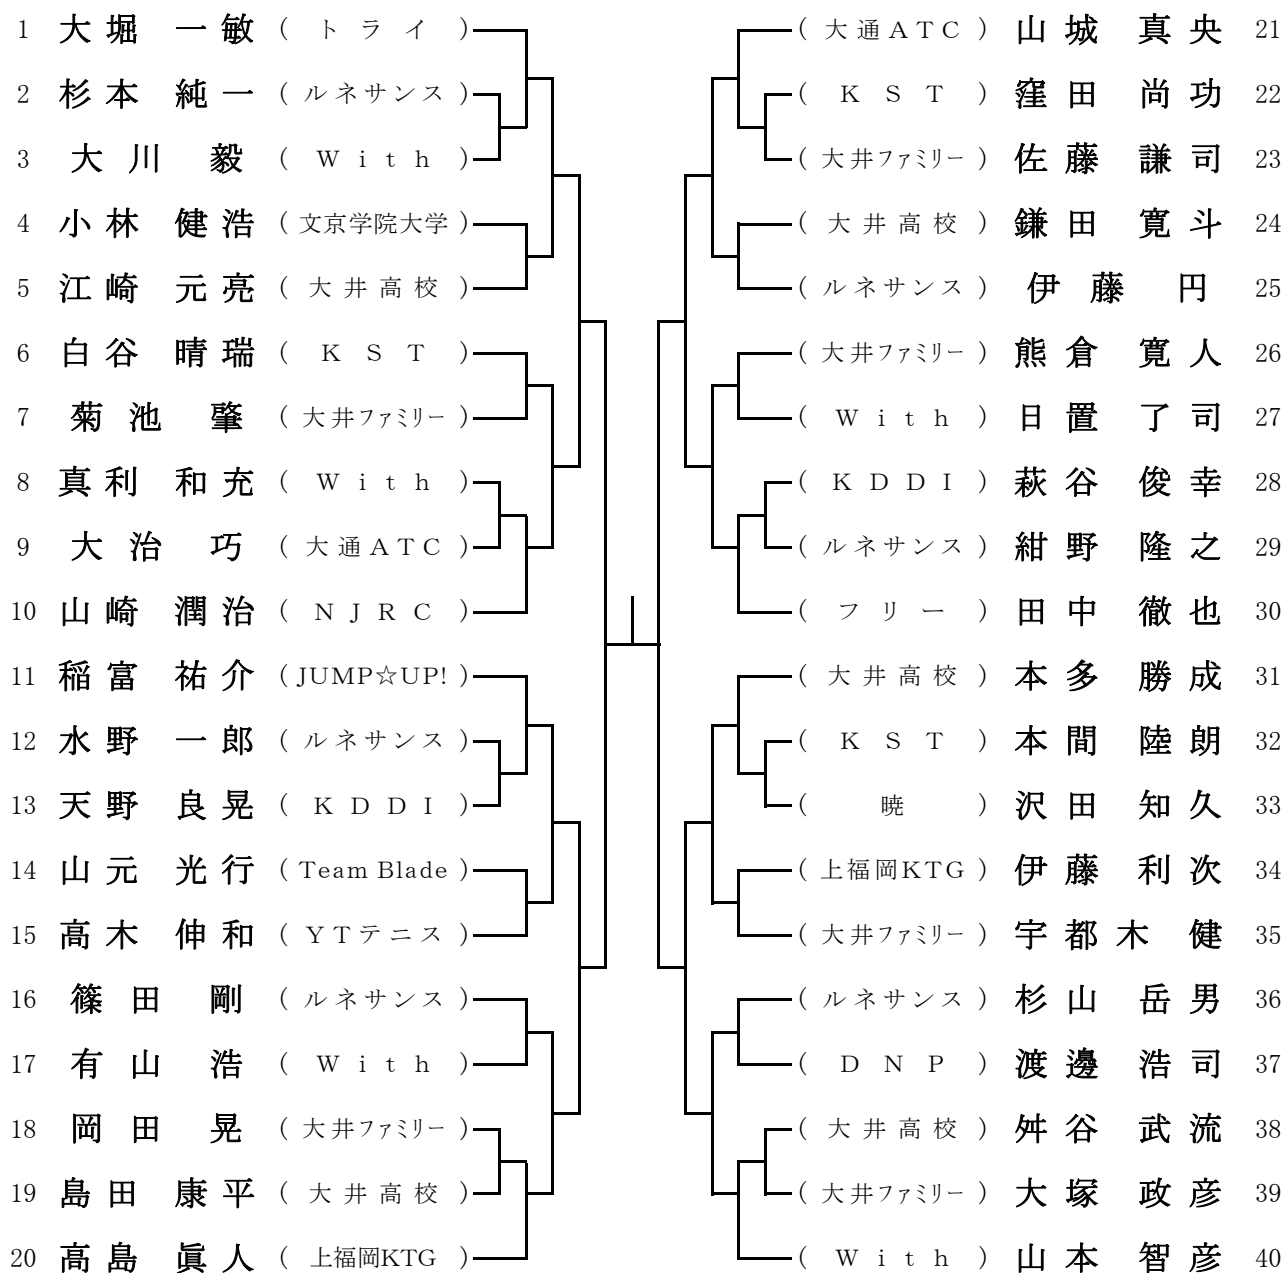 1 大堀 一敏 (トライ)
2 杉本 純一 (ルネサンス)
3 大川 毅 (With)
4 小林 健浩 (文京学院大学)
5 江崎 元亮 (大井高校)
6 白谷 晴瑞 (KST)
7 菊池 肇 (大井ファミリー)
8 真利 和充 (With)
9 大治 巧 (大通ATC)
10 山崎 潤治 (NJRC)
11 稲富 祐介 (JUMP☆UP!)
12 水野 一郎 (ルネサンス)
13 天野 良晃 (KDDI)
14 山元 光行 (Team Blade)
15 高木 伸和 (YTテニス)
16 篠田 剛 (ルネサンス)
17 有山 浩 (With)
18 岡田 晃 (大井ファミリー)
19 島田 康平 (大井高校)
20 高島 眞人 (上福岡KTG)
(大通ATC) 山城 真央 21
(KST) 窪田 尚功 22
(大井ファミリー) 佐藤 謙司 23
(大井高校) 鎌田 寛斗 24
(ルネサンス) 伊藤 円 25
(大井ファミリー) 熊倉 寛人 26
(With) 日置 了司 27
(KDDI) 萩谷 俊幸 28
(ルネサンス) 紺野 隆之 29
(フリー) 田中 徹也 30
(大井高校) 本多 勝成 31
(KST) 本間 陸朗 32
(暁) 沢田 知久 33
(上福岡KTG) 伊藤 利次 34
(大井ファミリー) 宇都木 健 35
(ルネサンス) 杉山 岳男 36
(DNP) 渡邊 浩司 37
(大井高校) 舛谷 武流 38
(大井ファミリー) 大塚 政彦 39
(With) 山本 智彦 40